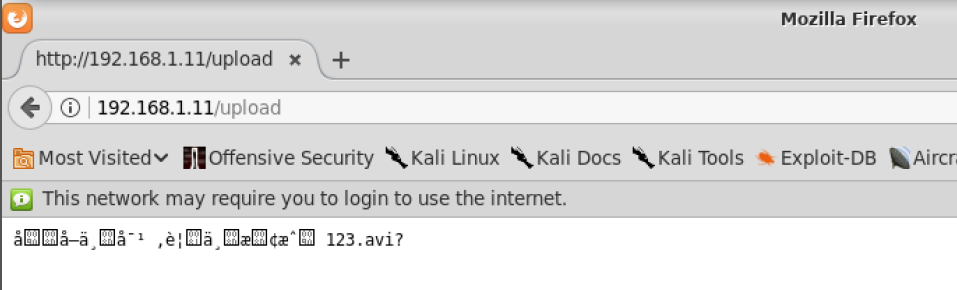 Mozilla Firefox
http://192.168.1.11/upload
192.168.1.11/upload
Most Visited Offensive Security Kali Linux Kali Docs Kali Tools Exploit-DB Aircra
This network may require you to login to use the internet.
123.avi?